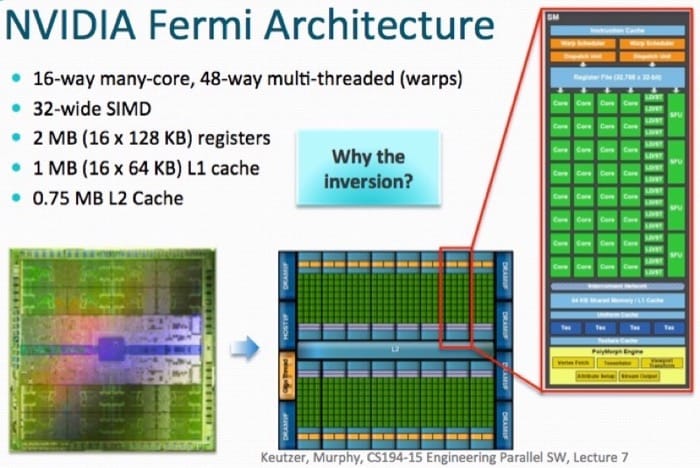 NVIDIA Fermi Architecture
16-way many-core, 48-way multi-threaded (warps)
32-wide SIMD
2 MB (16 x 128 KB) registers
1 MB (16 x 64 KB) L1 cache
0.75 MB L2 Cache
Why the
inversion?
SM
Instruction Cache
Warp Scheduler Warp Scheduler
Dispatch Unit Dispatch Unit
Register File (32,768 x 32-bit)
Core Core Core Core LD/ST
LD/ST
SFU
Core Core Core Core LD/ST
LD/ST
Core Core Core Core LD/ST
LD/ST
SFU
Core Core Core Core LD/ST
LD/ST
Core Core Core Core LD/ST
LD/ST
SFU
Core Core Core Core LD/ST
LD/ST
Core Core Core Core LD/ST
LD/ST
SFU
Core Core Core Core LD/ST
LD/ST
Interconnect Network
64 KB Shared Memory / L1 Cache
Uniform Cache
Tex Tex Tex Tex
Texture Cache
PolyMorph Engine
Vertex Fetch Tessellator Viewport Transform
Attribute Setup Stream Output
DRAM I/F DRAM I/F
HOST I/F DRAM I/F
L2
Giga Thread DRAM I/F
DRAM I/F DRAM I/F
Keutzer, Murphy, CS194-15 Engineering Parallel SW, Lecture 7